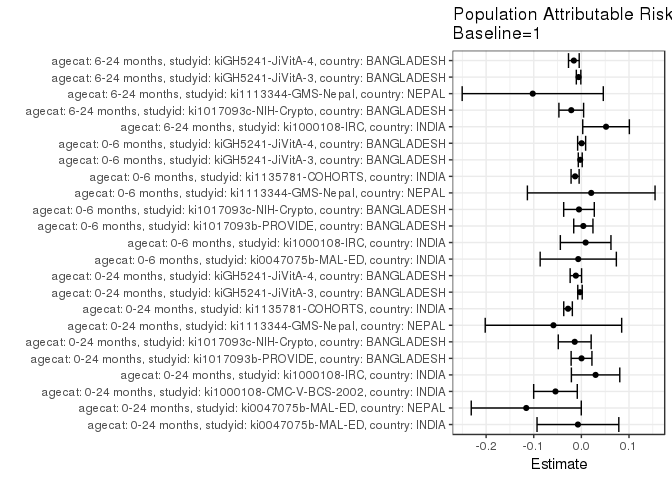 Population Attributable Risk
Baseline=1
agecat: 6-24 months, studyid: kiGH5241-JiVitA-4, country: BANGLADESH
agecat: 6-24 months, studyid: kiGH5241-JiVitA-3, country: BANGLADESH
agecat: 6-24 months, studyid: ki1113344-GMS-Nepal, country: NEPAL
agecat: 6-24 months, studyid: ki1017093c-NIH-Crypto, country: BANGLADESH
agecat: 6-24 months, studyid: ki1000108-IRC, country: INDIA
agecat: 0-6 months, studyid: kiGH5241-JiVitA-4, country: BANGLADESH
agecat: 0-6 months, studyid: kiGH5241-JiVitA-3, country: BANGLADESH
agecat: 0-6 months, studyid: ki1135781-COHORTS, country: INDIA
agecat: 0-6 months, studyid: ki1113344-GMS-Nepal, country: NEPAL
agecat: 0-6 months, studyid: ki1017093c-NIH-Crypto, country: BANGLADESH
agecat: 0-6 months, studyid: ki1017093b-PROVIDE, country: BANGLADESH
agecat: 0-6 months, studyid: ki1000108-IRC, country: INDIA
agecat: 0-6 months, studyid: ki0047075b-MAL-ED, country: INDIA
agecat: 0-24 months, studyid: kiGH5241-JiVitA-4, country: BANGLADESH
agecat: 0-24 months, studyid: kiGH5241-JiVitA-3, country: BANGLADESH
agecat: 0-24 months, studyid: ki1135781-COHORTS, country: INDIA
agecat: 0-24 months, studyid: ki1113344-GMS-Nepal, country: NEPAL
agecat: 0-24 months, studyid: ki1017093c-NIH-Crypto, country: BANGLADESH
agecat: 0-24 months, studyid: ki1017093b-PROVIDE, country: BANGLADESH
agecat: 0-24 months, studyid: ki1000108-IRC, country: INDIA
agecat: 0-24 months, studyid: ki1000108-CMC-V-BCS-2002, country: INDIA
agecat: 0-24 months, studyid: ki0047075b-MAL-ED, country: NEPAL
agecat: 0-24 months, studyid: ki0047075b-MAL-ED, country: INDIA
-0.2 -0.1 0.0 0.1
Estimate